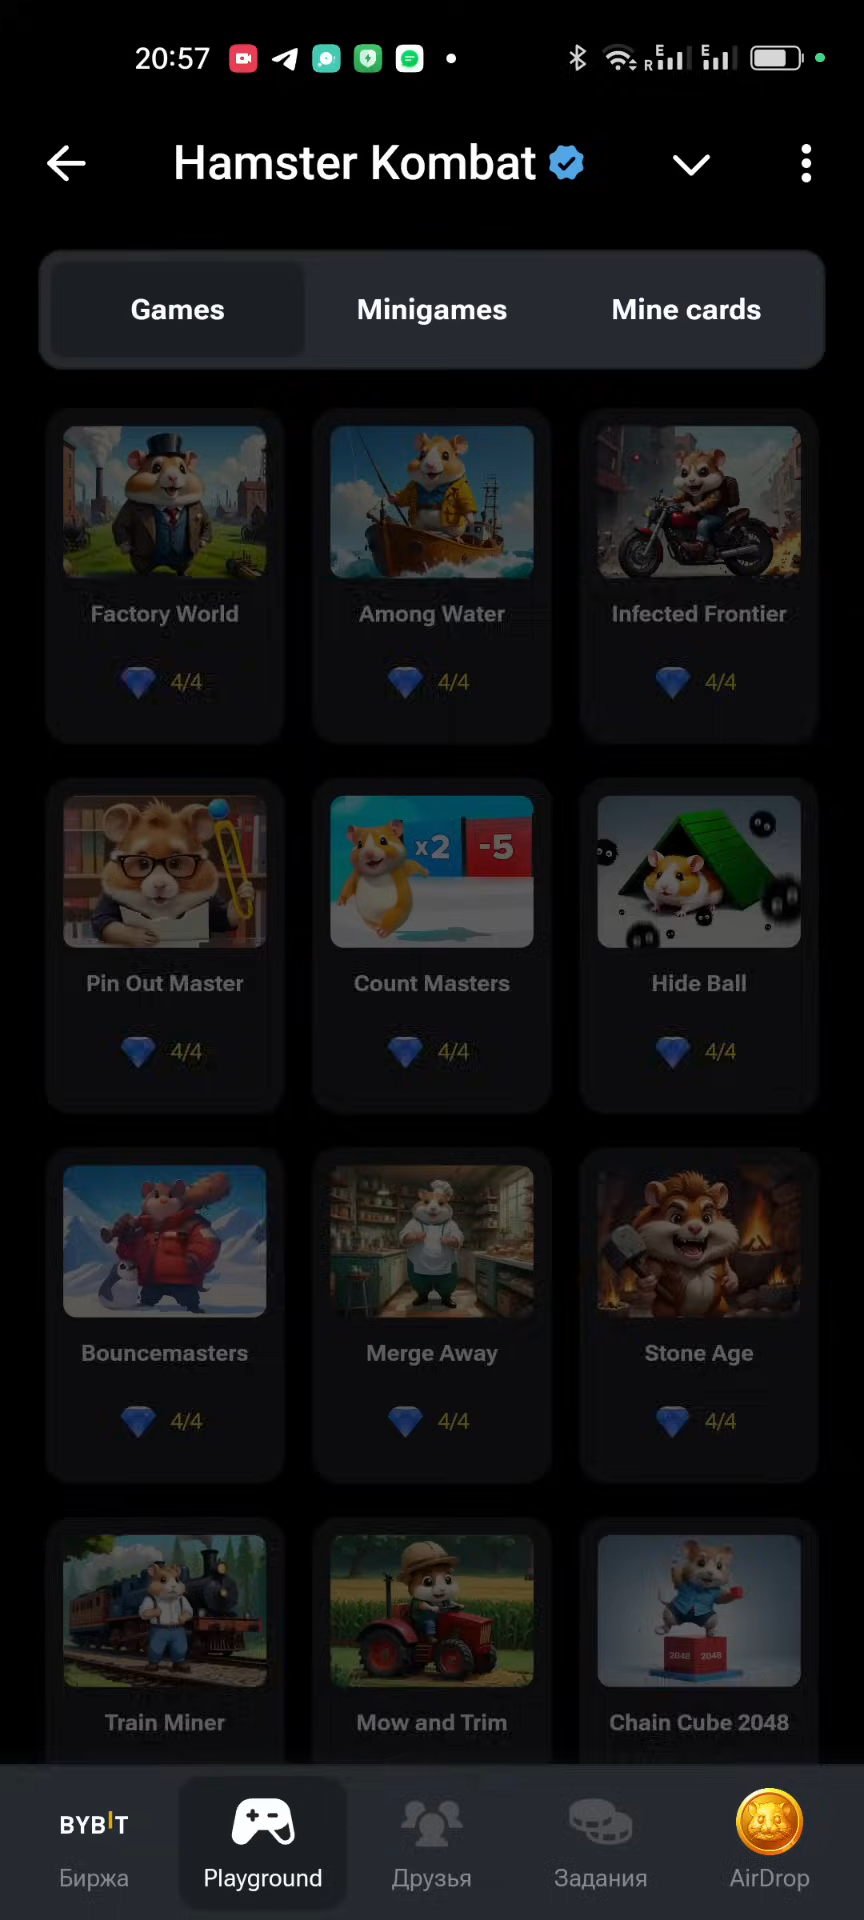 20:57
R E E
Hamster Kombat
Games Minigames Mine cards
Factory World Among Water Infected Frontier
4/4 4/4 4/4
x2 -5
Pin Out Master Count Masters Hide Ball
4/4 4/4 4/4
Bouncemasters Merge Away Stone Age
4/4 4/4 4/4
2048 2048
Train Miner Mow and Trim Chain Cube 2048
BYBIT
Биржа Playground Друзья Задания AirDrop